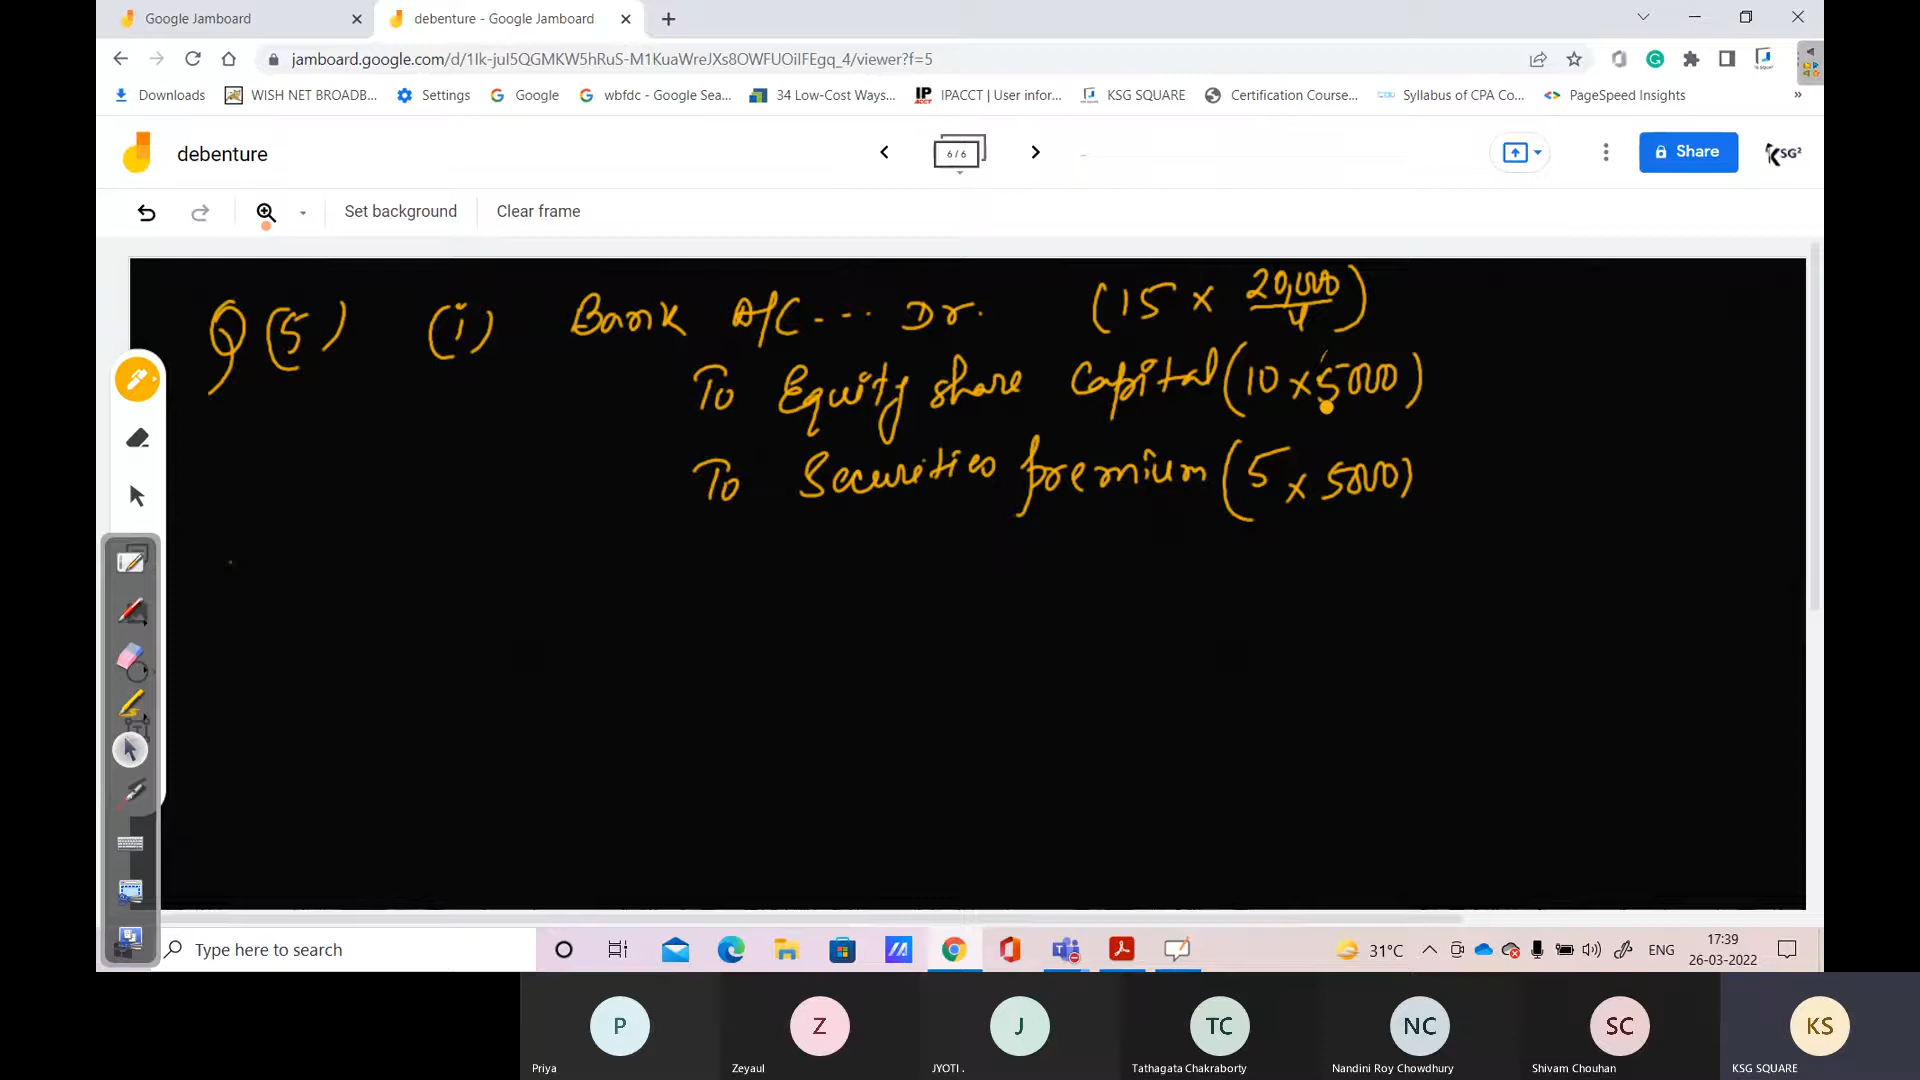 Google Jamboard
debenture - Google Jamboard
jamboard.google.com/d/1Ik-juI5QGMKW5hRuS-M1KuaWreJXs8OWFUOilFEgq_4/viewer?f=5
Downloads WISH NET BROADB... Settings Google wbfdc - Google Sea... 34 Low-Cost Ways... IPACCT | User infor... KSG SQUARE Certification Course... Syllabus of CPA Co... PageSpeed Insights »
debenture
6 / 6
Share
KSG²
Set background Clear frame
Q (5) (i) Bank A/C --- Dr. (15 × 20,000/4)
To Equity share Capital (10 × 5000)
To Securities premium (5 × 5000)
Type here to search
31°C ENG 17:39
26-03-2022
P Z J TC NC SC KS
Priya Zeyaul JYOTI . Tathagata Chakraborty Nandini Roy Chowdhury Shivam Chouhan KSG SQUARE